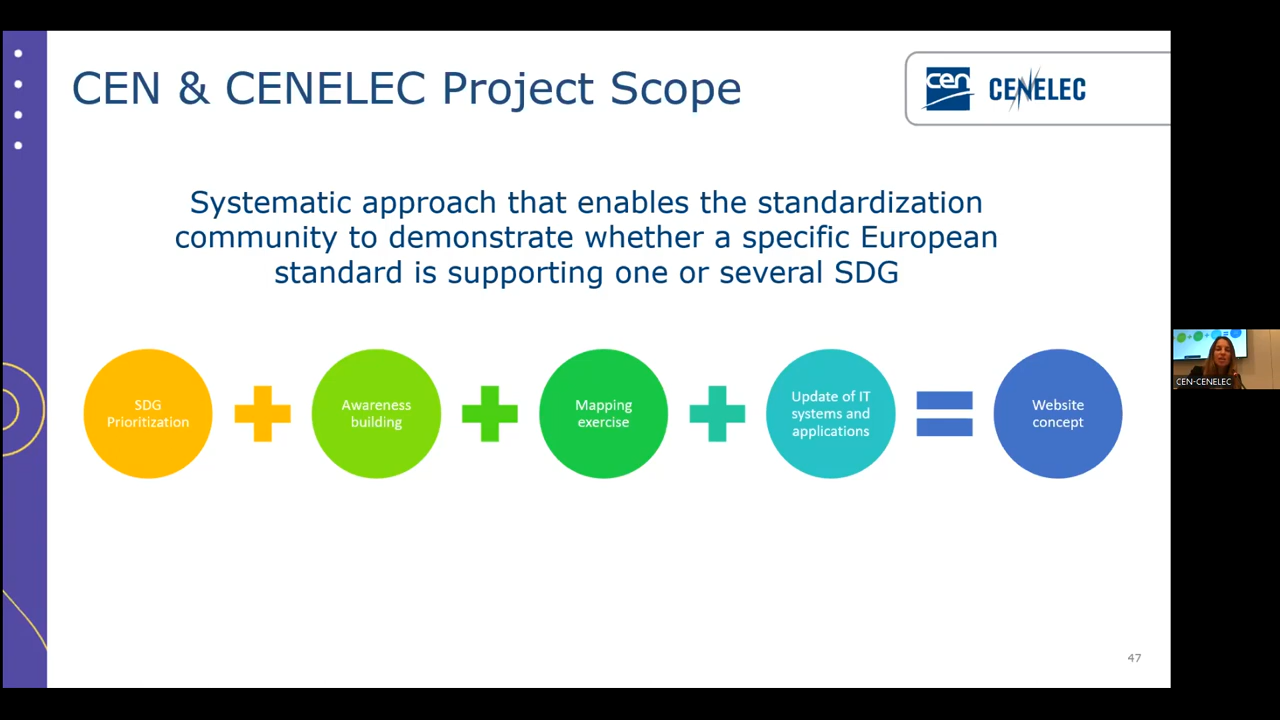 CEN & CENELEC Project Scope
cen
CENELEC
Systematic approach that enables the standardization
community to demonstrate whether a specific European
standard is supporting one or several SDG
SDG
Prioritization
Awareness
building
Mapping
exercise
Update of IT
systems and
applications
Website
concept
CEN-CENELEC
47